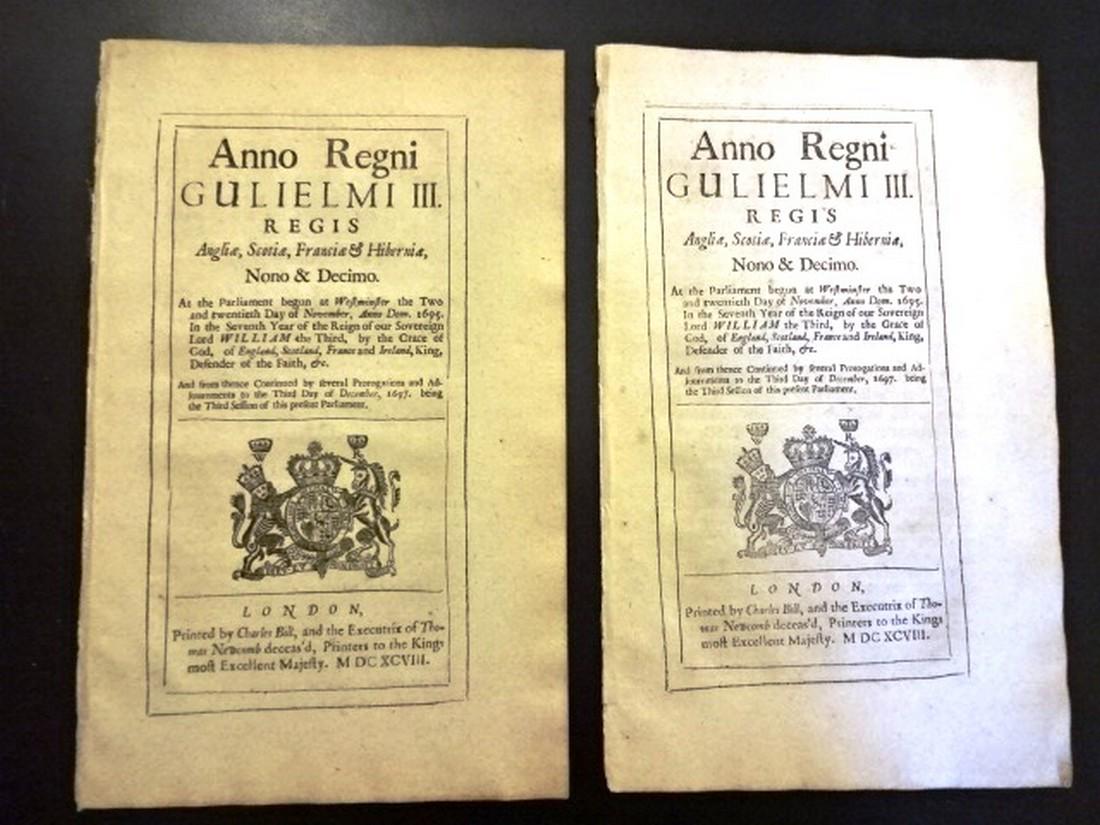 Anno Regni
GULIELMI III.
REGIS
Angliæ, Scotiæ, Franciæ & Hiberniæ,
Nono & Decimo.
At the Parliament begun at Weſtminſter the Two
and twentieth Day of November, Anno Dom. 1695.
In the Seventh Year of the Reign of our Sovereign
Lord WILLIAM the Third, by the Grace of
God, of England, Scotland, France and Ireland, King,
Defender of the Faith, &c.
And from thence Continued by ſeveral Prorogations and Ad-
journments to the Third Day of December, 1697. being
the Third Seſſion of this preſent Parliament.
W R
LONDON,
Printed by Charles Bill, and the Executrix of Tho-
mas Newcomb deceas'd, Printers to the Kings
moſt Excellent Majeſty. MDCXCVIII.
Anno Regni
GULIELMI III.
REGIS
Angliæ, Scotiæ, Franciæ & Hiberniæ,
Nono & Decimo.
At the Parliament begun at Weſtminſter the Two
and twentieth Day of November, Anno Dom. 1695.
In the Seventh Year of the Reign of our Sovereign
Lord WILLIAM the Third, by the Grace of
God, of England, Scotland, France and Ireland, King,
Defender of the Faith, &c.
And from thence Continued by ſeveral Prorogations and Ad-
journments to the Third Day of December, 1697. being
the Third Seſſion of this preſent Parliament.
W R
LONDON,
Printed by Charles Bill, and the Executrix of Tho-
mas Newcomb deceas'd, Printers to the Kings
moſt Excellent Majeſty. MDCXCVIII.